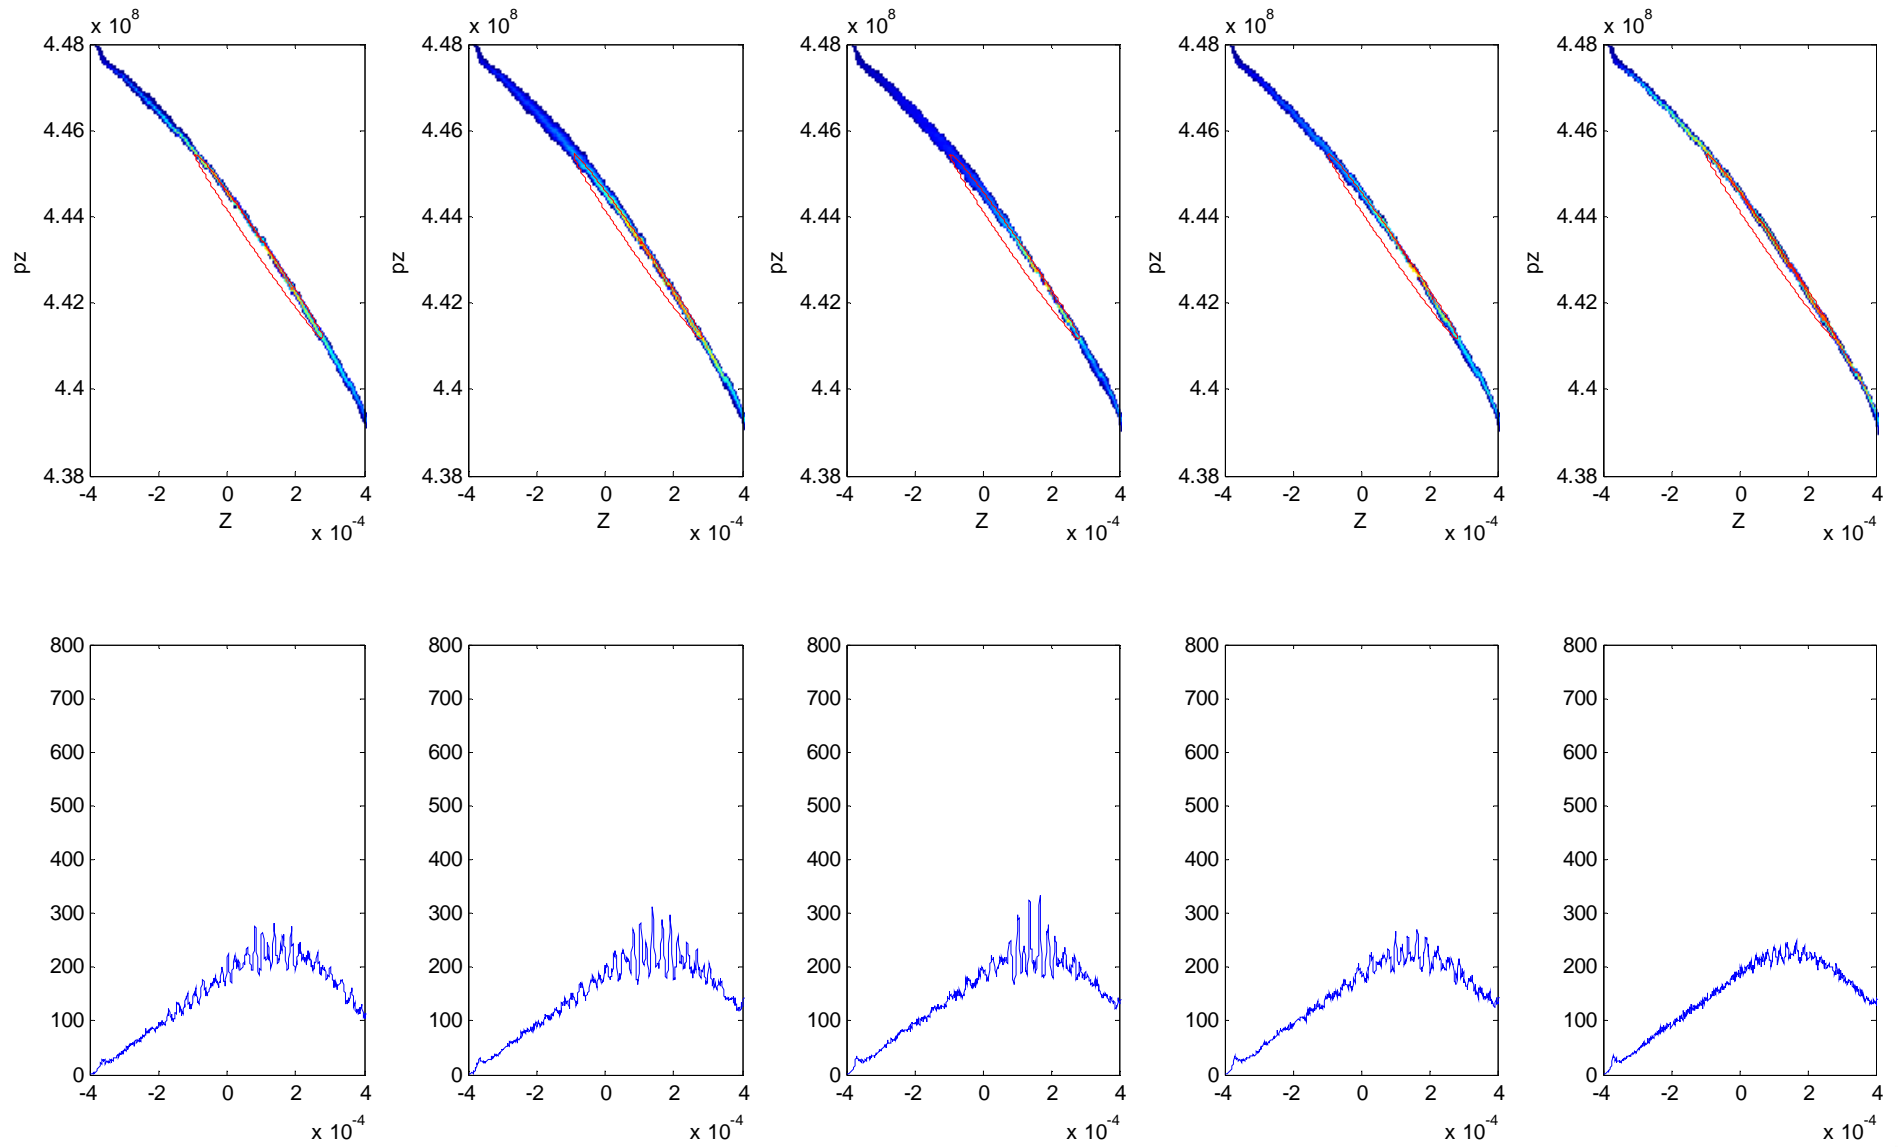 x 10^8 x 10^8 x 10^8 x 10^8 x 10^8
4.48 4.48 4.48 4.48 4.48
4.46 4.46 4.46 4.46 4.46
4.44 4.44 4.44 4.44 4.44
pz pz pz pz pz
4.42 4.42 4.42 4.42 4.42
4.4 4.4 4.4 4.4 4.4
4.38 4.38 4.38 4.38 4.38
-4 -2 0 2 4 -4 -2 0 2 4 -4 -2 0 2 4 -4 -2 0 2 4 -4 -2 0 2 4
Z Z Z Z Z
x 10^-4 x 10^-4 x 10^-4 x 10^-4 x 10^-4
800 800 800 800 800
700 700 700 700 700
600 600 600 600 600
500 500 500 500 500
400 400 400 400 400
300 300 300 300 300
200 200 200 200 200
100 100 100 100 100
0 0 0 0 0
-4 -2 0 2 4 -4 -2 0 2 4 -4 -2 0 2 4 -4 -2 0 2 4 -4 -2 0 2 4
x 10^-4 x 10^-4 x 10^-4 x 10^-4 x 10^-4